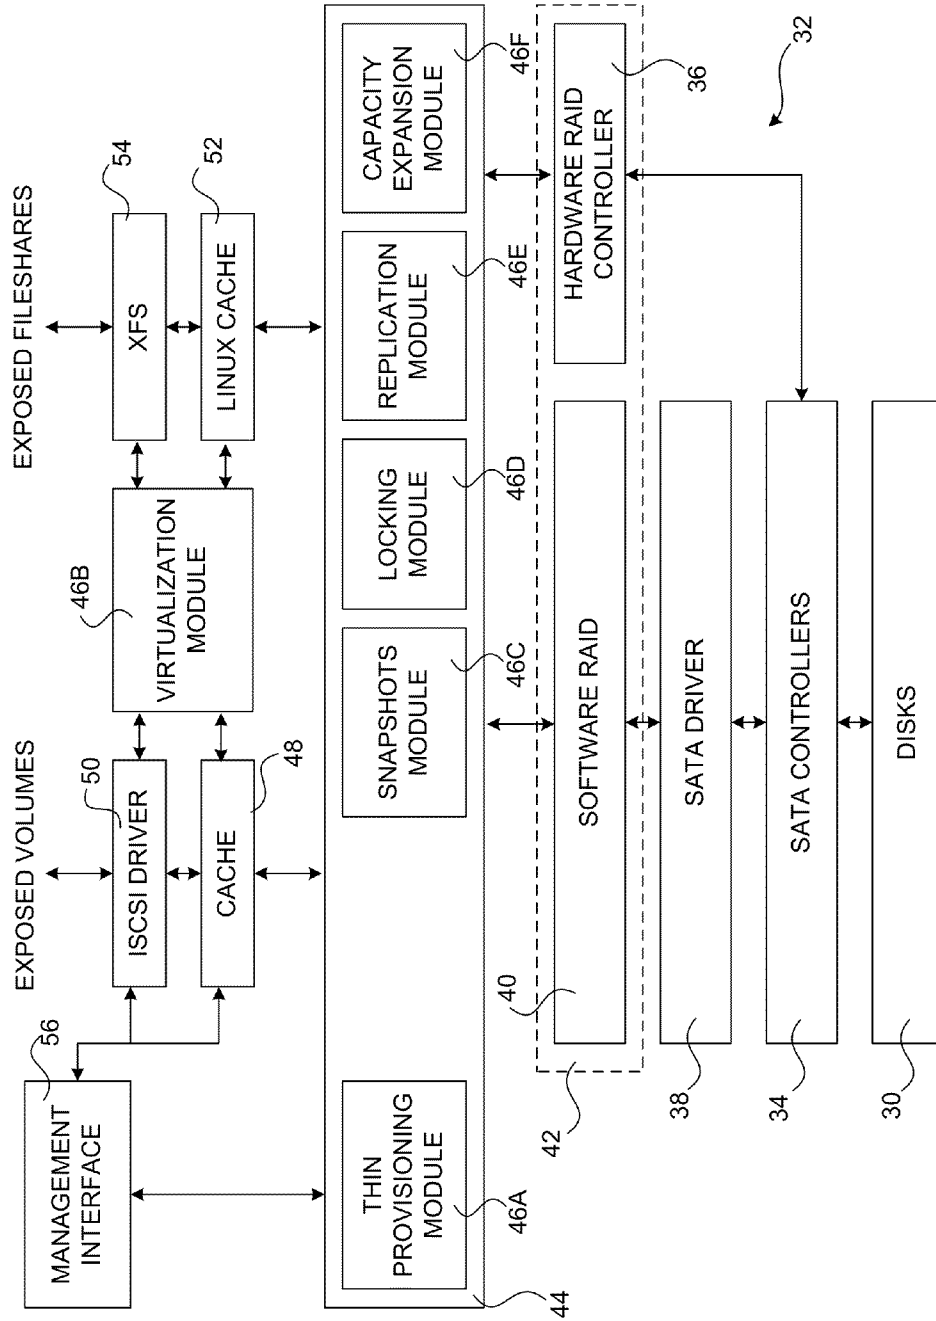 EXPOSED VOLUMES
EXPOSED FILESHARES
MANAGEMENT
INTERFACE
56
ISCSI DRIVER
50
CACHE
48
46B
VIRTUALIZATION
MODULE
XFS
54
LINUX CACHE
52
THIN
PROVISIONING
MODULE
46A
SNAPSHOTS
MODULE
46C
LOCKING
MODULE
46D
REPLICATION
MODULE
46E
CAPACITY
EXPANSION
MODULE
46F
44
42
40
SOFTWARE RAID
HARDWARE RAID
CONTROLLER
36
38
SATA DRIVER
34
SATA CONTROLLERS
30
DISKS
32